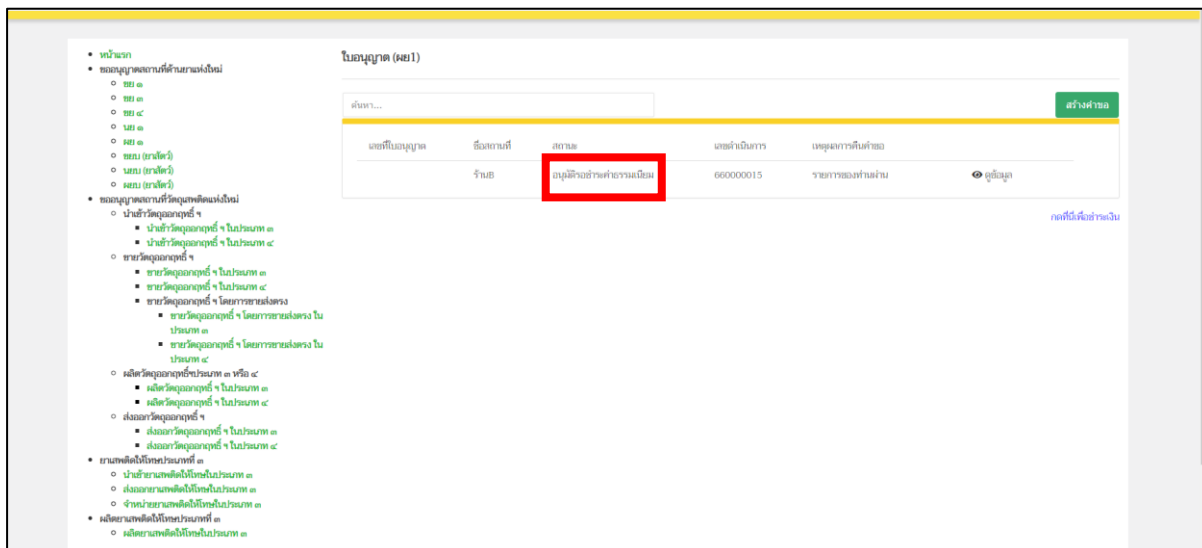 หน้าแรก
ขออนุญาตสถานที่ด้านยาแห่งใหม่
ขย ๑
ขย ๓
ขย ๔
นย ๑
ผย ๑
ขยบ (ยาสัตว์)
นยบ (ยาสัตว์)
ผยบ (ยาสัตว์)
ขออนุญาตสถานที่วัตถุเสพติดแห่งใหม่
นำเข้าวัตถุออกฤทธิ์ ฯ
นำเข้าวัตถุออกฤทธิ์ ฯ ในประเภท ๓
นำเข้าวัตถุออกฤทธิ์ ฯ ในประเภท ๔
ขายวัตถุออกฤทธิ์ ฯ
ขายวัตถุออกฤทธิ์ ฯ ในประเภท ๓
ขายวัตถุออกฤทธิ์ ฯ ในประเภท ๔
ขายวัตถุออกฤทธิ์ ฯ โดยการขายส่งตรง
ขายวัตถุออกฤทธิ์ ฯ โดยการขายส่งตรง ใน
ประเภท ๓
ขายวัตถุออกฤทธิ์ ฯ โดยการขายส่งตรง ใน
ประเภท ๔
ผลิตวัตถุออกฤทธิ์ฯประเภท ๓ หรือ ๔
ผลิตวัตถุออกฤทธิ์ ฯ ในประเภท ๓
ผลิตวัตถุออกฤทธิ์ ฯ ในประเภท ๔
ส่งออกวัตถุออกฤทธิ์ ฯ
ส่งออกวัตถุออกฤทธิ์ ฯ ในประเภท ๓
ส่งออกวัตถุออกฤทธิ์ ฯ ในประเภท ๔
ยาเสพติดให้โทษประเภทที่ ๓
นำเข้ายาเสพติดให้โทษในประเภท ๓
ส่งออกยาเสพติดให้โทษในประเภท ๓
จำหน่ายยาเสพติดให้โทษในประเภท ๓
ผลิตยาเสพติดให้โทษประเภทที่ ๓
ผลิตยาเสพติดให้โทษในประเภท ๓
ใบอนุญาต (ผย1)
ค้นหา...
สร้างคำขอ
เลขที่ใบอนุญาต ชื่อสถานที่ สถานะ เลขดำเนินการ เหตุผลการคืนคำขอ
ร้านB อนุมัติรอชำระค่าธรรมเนียม 660000015 รายการของท่านผ่าน ดูข้อมูล
กดที่นี่เพื่อชำระเงิน